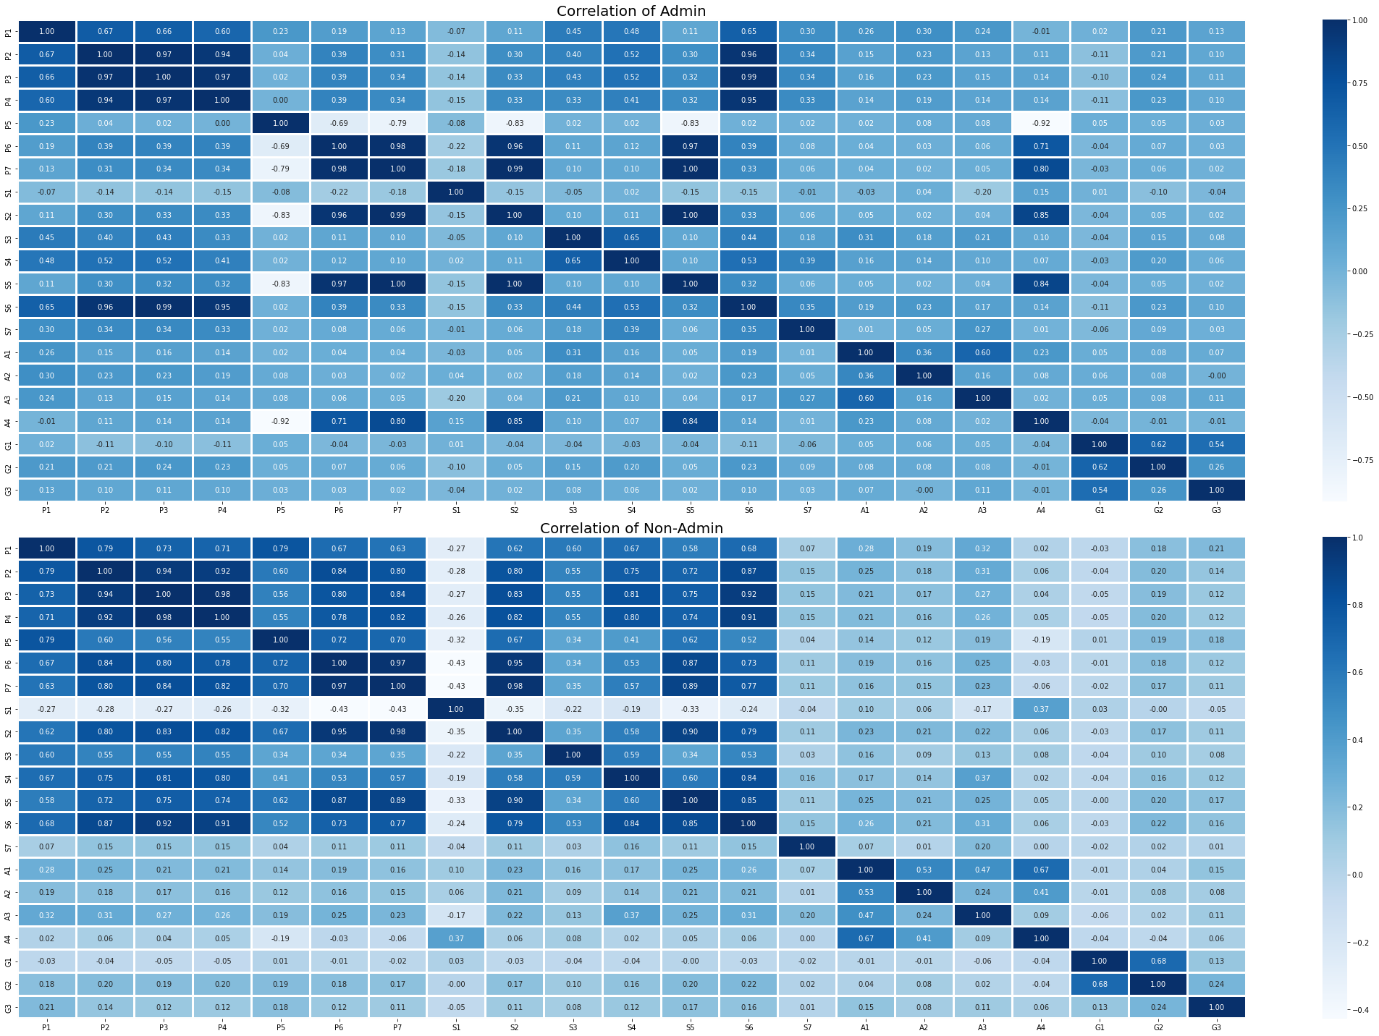 Correlation of Admin
P1 1.00 0.67 0.66 0.60 0.23 0.19 0.13 -0.07 0.11 0.45 0.48 0.11 0.65 0.30 0.26 0.30 0.24 -0.01 0.02 0.21 0.13
P2 0.67 1.00 0.97 0.94 0.04 0.39 0.31 -0.14 0.30 0.40 0.52 0.30 0.96 0.34 0.15 0.23 0.13 0.11 -0.11 0.21 0.10
P3 0.66 0.97 1.00 0.97 0.02 0.39 0.34 -0.14 0.33 0.43 0.52 0.32 0.99 0.34 0.16 0.23 0.15 0.14 -0.10 0.24 0.11
P4 0.60 0.94 0.97 1.00 0.00 0.39 0.34 -0.15 0.33 0.33 0.41 0.32 0.95 0.33 0.14 0.19 0.14 0.14 -0.11 0.23 0.10
P5 0.23 0.04 0.02 0.00 1.00 -0.69 -0.79 -0.08 -0.83 0.02 0.02 -0.83 0.02 0.02 0.02 0.08 0.08 -0.92 0.05 0.05 0.03
P6 0.19 0.39 0.39 0.39 -0.69 1.00 0.98 -0.22 0.96 0.11 0.12 0.97 0.39 0.08 0.04 0.03 0.06 0.71 -0.04 0.07 0.03
P7 0.13 0.31 0.34 0.34 -0.79 0.98 1.00 -0.18 0.99 0.10 0.10 1.00 0.33 0.06 0.04 0.02 0.05 0.80 -0.03 0.06 0.02
S1 -0.07 -0.14 -0.14 -0.15 -0.08 -0.22 -0.18 1.00 -0.15 -0.05 0.02 -0.15 -0.15 -0.01 -0.03 0.04 -0.20 0.15 0.01 -0.10 -0.04
S2 0.11 0.30 0.33 0.33 -0.83 0.96 0.99 -0.15 1.00 0.10 0.11 1.00 0.33 0.06 0.05 0.02 0.04 0.85 -0.04 0.05 0.02
S3 0.45 0.40 0.43 0.33 0.02 0.11 0.10 -0.05 0.10 1.00 0.65 0.10 0.44 0.18 0.31 0.18 0.21 0.10 -0.04 0.15 0.08
S4 0.48 0.52 0.52 0.41 0.02 0.12 0.10 0.02 0.11 0.65 1.00 0.10 0.53 0.39 0.16 0.14 0.10 0.07 -0.03 0.20 0.06
S5 0.11 0.30 0.32 0.32 -0.83 0.97 1.00 -0.15 1.00 0.10 0.10 1.00 0.32 0.06 0.05 0.02 0.04 0.84 -0.04 0.05 0.02
S6 0.65 0.96 0.99 0.95 0.02 0.39 0.33 -0.15 0.33 0.44 0.53 0.32 1.00 0.35 0.19 0.23 0.17 0.14 -0.11 0.23 0.10
S7 0.30 0.34 0.34 0.33 0.02 0.08 0.06 -0.01 0.06 0.18 0.39 0.06 0.35 1.00 0.01 0.05 0.27 0.01 -0.06 0.09 0.03
A1 0.26 0.15 0.16 0.14 0.02 0.04 0.04 -0.03 0.05 0.31 0.16 0.05 0.19 0.01 1.00 0.36 0.60 0.23 0.05 0.08 0.07
A2 0.30 0.23 0.23 0.19 0.08 0.03 0.02 0.04 0.02 0.18 0.14 0.02 0.23 0.05 0.36 1.00 0.16 0.08 0.06 0.08 -0.00
A3 0.24 0.13 0.15 0.14 0.08 0.06 0.05 -0.20 0.04 0.21 0.10 0.04 0.17 0.27 0.60 0.16 1.00 0.02 0.05 0.08 0.11
A4 -0.01 0.11 0.14 0.14 -0.92 0.71 0.80 0.15 0.85 0.10 0.07 0.84 0.14 0.01 0.23 0.08 0.02 1.00 -0.04 -0.01 -0.01
G1 0.02 -0.11 -0.10 -0.11 0.05 -0.04 -0.03 0.01 -0.04 -0.04 -0.03 -0.04 -0.11 -0.06 0.05 0.06 0.05 -0.04 1.00 0.62 0.54
G2 0.21 0.21 0.24 0.23 0.05 0.07 0.06 -0.10 0.05 0.15 0.20 0.05 0.23 0.09 0.08 0.08 0.08 -0.01 0.62 1.00 0.26
G3 0.13 0.10 0.11 0.10 0.03 0.03 0.02 -0.04 0.02 0.08 0.06 0.02 0.10 0.03 0.07 -0.00 0.11 -0.01 0.54 0.26 1.00
P1 P2 P3 P4 P5 P6 P7 S1 S2 S3 S4 S5 S6 S7 A1 A2 A3 A4 G1 G2 G3
1.00
0.75
0.50
0.25
0.00
−0.25
−0.50
−0.75
Correlation of Non-Admin
P1 1.00 0.79 0.73 0.71 0.79 0.67 0.63 -0.27 0.62 0.60 0.67 0.58 0.68 0.07 0.28 0.19 0.32 0.02 -0.03 0.18 0.21
P2 0.79 1.00 0.94 0.92 0.60 0.84 0.80 -0.28 0.80 0.55 0.75 0.72 0.87 0.15 0.25 0.18 0.31 0.06 -0.04 0.20 0.14
P3 0.73 0.94 1.00 0.98 0.56 0.80 0.84 -0.27 0.83 0.55 0.81 0.75 0.92 0.15 0.21 0.17 0.27 0.04 -0.05 0.19 0.12
P4 0.71 0.92 0.98 1.00 0.55 0.78 0.82 -0.26 0.82 0.55 0.80 0.74 0.91 0.15 0.21 0.16 0.26 0.05 -0.05 0.20 0.12
P5 0.79 0.60 0.56 0.55 1.00 0.72 0.70 -0.32 0.67 0.34 0.41 0.62 0.52 0.04 0.14 0.12 0.19 -0.19 0.01 0.19 0.18
P6 0.67 0.84 0.80 0.78 0.72 1.00 0.97 -0.43 0.95 0.34 0.53 0.87 0.73 0.11 0.19 0.16 0.25 -0.03 -0.01 0.18 0.12
P7 0.63 0.80 0.84 0.82 0.70 0.97 1.00 -0.43 0.98 0.35 0.57 0.89 0.77 0.11 0.16 0.15 0.23 -0.06 -0.02 0.17 0.11
S1 -0.27 -0.28 -0.27 -0.26 -0.32 -0.43 -0.43 1.00 -0.35 -0.22 -0.19 -0.33 -0.24 -0.04 0.10 0.06 -0.17 0.37 0.03 -0.00 -0.05
S2 0.62 0.80 0.83 0.82 0.67 0.95 0.98 -0.35 1.00 0.35 0.58 0.90 0.79 0.11 0.23 0.21 0.22 0.06 -0.03 0.17 0.11
S3 0.60 0.55 0.55 0.55 0.34 0.34 0.35 -0.22 0.35 1.00 0.59 0.34 0.53 0.03 0.16 0.09 0.13 0.08 -0.04 0.10 0.08
S4 0.67 0.75 0.81 0.80 0.41 0.53 0.57 -0.19 0.58 0.59 1.00 0.60 0.84 0.16 0.17 0.14 0.37 0.02 -0.04 0.16 0.12
S5 0.58 0.72 0.75 0.74 0.62 0.87 0.89 -0.33 0.90 0.34 0.60 1.00 0.85 0.11 0.25 0.21 0.25 0.05 -0.00 0.20 0.17
S6 0.68 0.87 0.92 0.91 0.52 0.73 0.77 -0.24 0.79 0.53 0.84 0.85 1.00 0.15 0.26 0.21 0.31 0.06 -0.03 0.22 0.16
S7 0.07 0.15 0.15 0.15 0.04 0.11 0.11 -0.04 0.11 0.03 0.16 0.11 0.15 1.00 0.07 0.01 0.20 0.00 -0.02 0.02 0.01
A1 0.28 0.25 0.21 0.21 0.14 0.19 0.16 0.10 0.23 0.16 0.17 0.25 0.26 0.07 1.00 0.53 0.47 0.67 -0.01 0.04 0.15
A2 0.19 0.18 0.17 0.16 0.12 0.16 0.15 0.06 0.21 0.09 0.14 0.21 0.21 0.01 0.53 1.00 0.24 0.41 -0.01 0.08 0.08
A3 0.32 0.31 0.27 0.26 0.19 0.25 0.23 -0.17 0.22 0.13 0.37 0.25 0.31 0.20 0.47 0.24 1.00 0.09 -0.06 0.02 0.11
A4 0.02 0.06 0.04 0.05 -0.19 -0.03 -0.06 0.37 0.06 0.08 0.02 0.05 0.06 0.00 0.67 0.41 0.09 1.00 -0.04 -0.04 0.06
G1 -0.03 -0.04 -0.05 -0.05 0.01 -0.01 -0.02 0.03 -0.03 -0.04 -0.04 -0.00 -0.03 -0.02 -0.01 -0.01 -0.06 -0.04 1.00 0.68 0.13
G2 0.18 0.20 0.19 0.20 0.19 0.18 0.17 -0.00 0.17 0.10 0.16 0.20 0.22 0.02 0.04 0.08 0.02 -0.04 0.68 1.00 0.24
G3 0.21 0.14 0.12 0.12 0.18 0.12 0.11 -0.05 0.11 0.08 0.12 0.17 0.16 0.01 0.15 0.08 0.11 0.06 0.13 0.24 1.00
P1 P2 P3 P4 P5 P6 P7 S1 S2 S3 S4 S5 S6 S7 A1 A2 A3 A4 G1 G2 G3
1.0
0.8
0.6
0.4
0.2
0.0
−0.2
−0.4